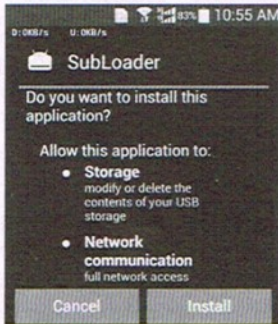 83% 10:55 AM
D:0KB/s U:0KB/s
SubLoader
Do you want to install this
application?
Allow this application to:
• Storage
modify or delete the
contents of your USB
storage
• Network
communication
full network access
Cancel Install